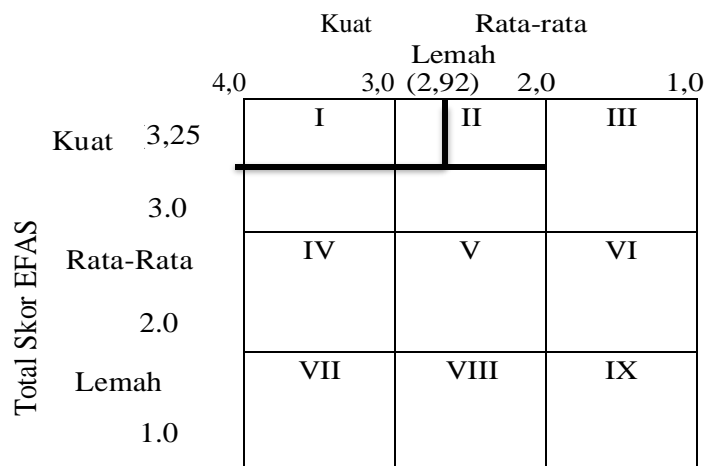 Kuat Rata-rata
Lemah
4,0 3,0 (2,92) 2,0 1,0
I II III
Kuat 3,25
3.0
Total Skor EFAS
IV V VI
Rata-Rata
2.0
VII VIII IX
Lemah
1.0